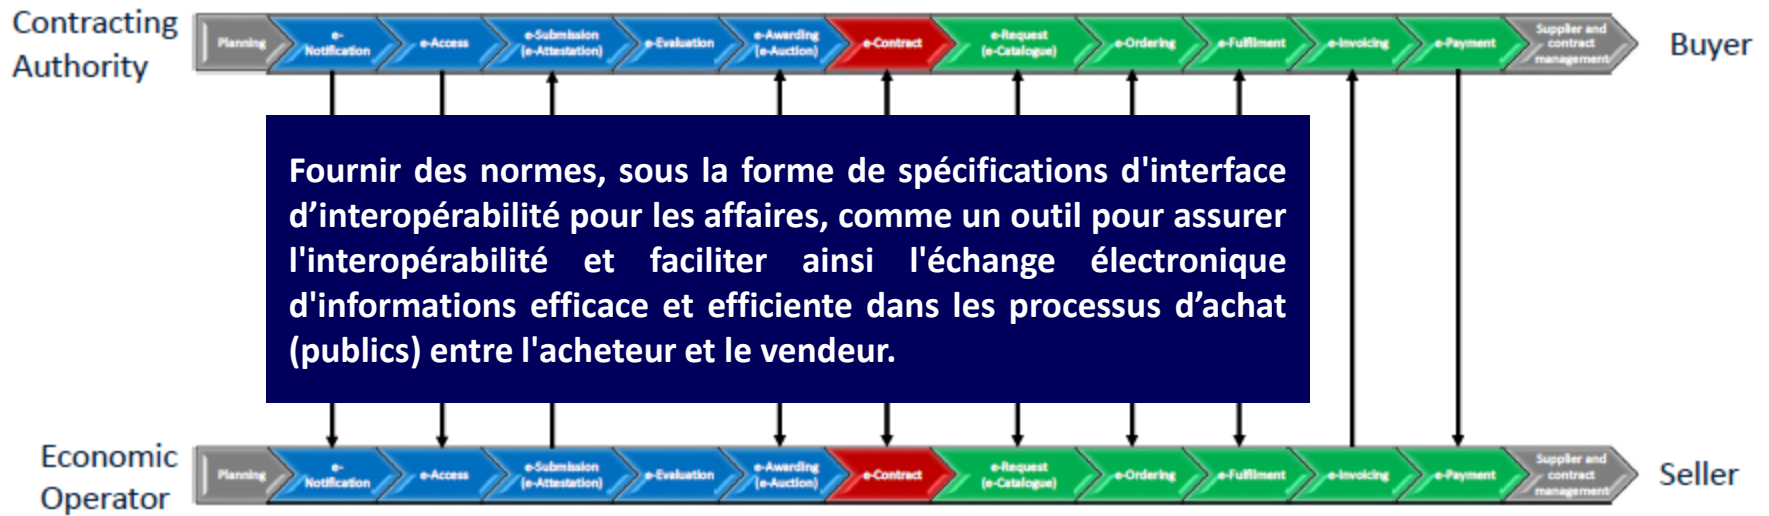 Contracting
Authority
Planning
e-
Notification
e-Access
e-Submission
(e-Attestation)
e-Evaluation
e-Awarding
(e-Auction)
e-Contract
e-Request
(e-Catalogue)
e-Ordering
e-Fulfilment
e-Invoicing
e-Payment
Supplier and
contract
management
Buyer
Fournir des normes, sous la forme de spécifications d'interface
d’interopérabilité pour les affaires, comme un outil pour assurer
l'interopérabilité et faciliter ainsi l'échange électronique
d'informations efficace et efficiente dans les processus d’achat
(publics) entre l'acheteur et le vendeur.
Economic
Operator
Planning
e-
Notification
e-Access
e-Submission
(e-Attestation)
e-Evaluation
e-Awarding
(e-Auction)
e-Contract
e-Request
(e-Catalogue)
e-Ordering
e-Fulfilment
e-Invoicing
e-Payment
Supplier and
contract
management
Seller